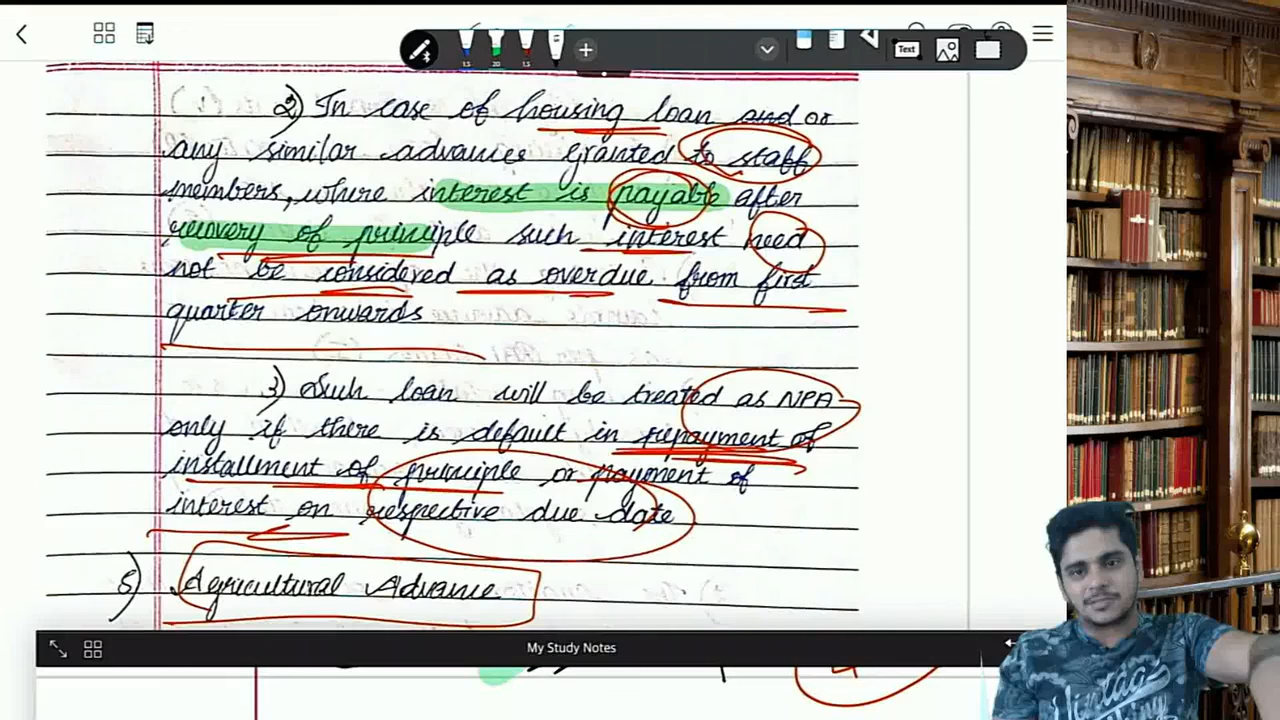 Text
2) In case of housing loan and or
any similar advances granted to staff
members, where interest is payable after
recovery of principle such interest need
not be considered as overdue from first
quarter onwards
3) Such loan will be treated as NPA
only if there is default in repayment of
installment of principle or payment of
interest on respective due date
5) Agricultural Advance
My Study Notes